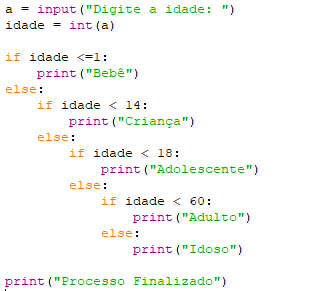 a = input("Digite a idade: ")
idade = int(a)

if idade <=1:
    print("Bebê")
else:
    if idade < 14:
        print("Criança")
    else:
        if idade < 18:
            print("Adolescente")
        else:
            if idade < 60:
                print("Adulto")
            else:
                print("Idoso")

print("Processo Finalizado")